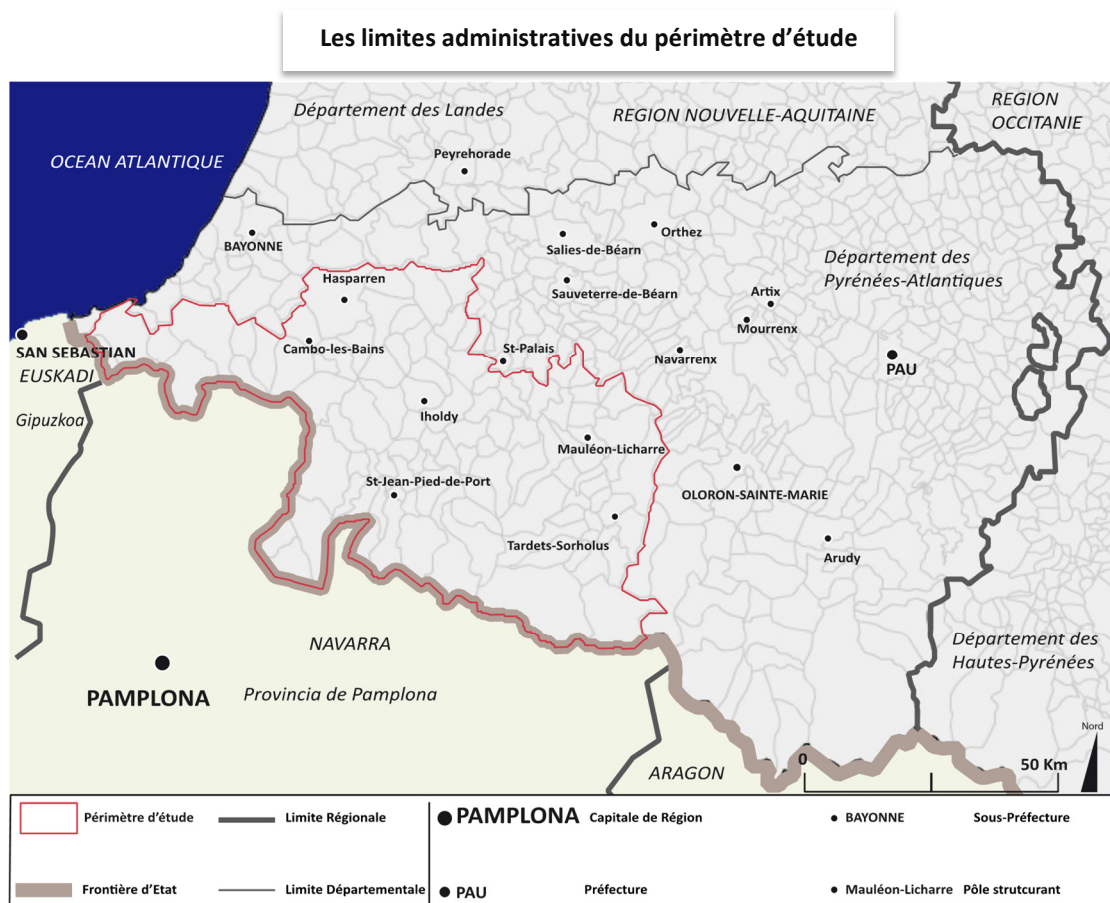 Les limites administratives du périmètre d'étude
Département des Landes
REGION NOUVELLE-AQUITAINE
REGION
OCCITANIE
OCEAN ATLANTIQUE
Peyrehorade
BAYONNE
Orthez
Salies-de-Béarn
Département des
Pyrénées-Atlantiques
Hasparren
Sauveterre-de-Béarn
Artix
Mourrenx
SAN SEBASTIAN
Cambo-les-Bains
St-Palais
Navarrenx
PAU
EUSKADI
Gipuzkoa
Iholdy
Mauléon-Licharre
St-Jean-Pied-de-Port
OLORON-SAINTE-MARIE
Tardets-Sorholus
Arudy
NAVARRA
Département des
Hautes-Pyrénées
PAMPLONA
Provincia de Pamplona
Nord
ARAGON
0
50 Km
Périmètre d'étude
Limite Régionale
PAMPLONA
Capitale de Région
BAYONNE
Sous-Préfecture
Frontière d'Etat
Limite Départementale
PAU
Préfecture
Mauléon-Licharre
Pôle strutcurant